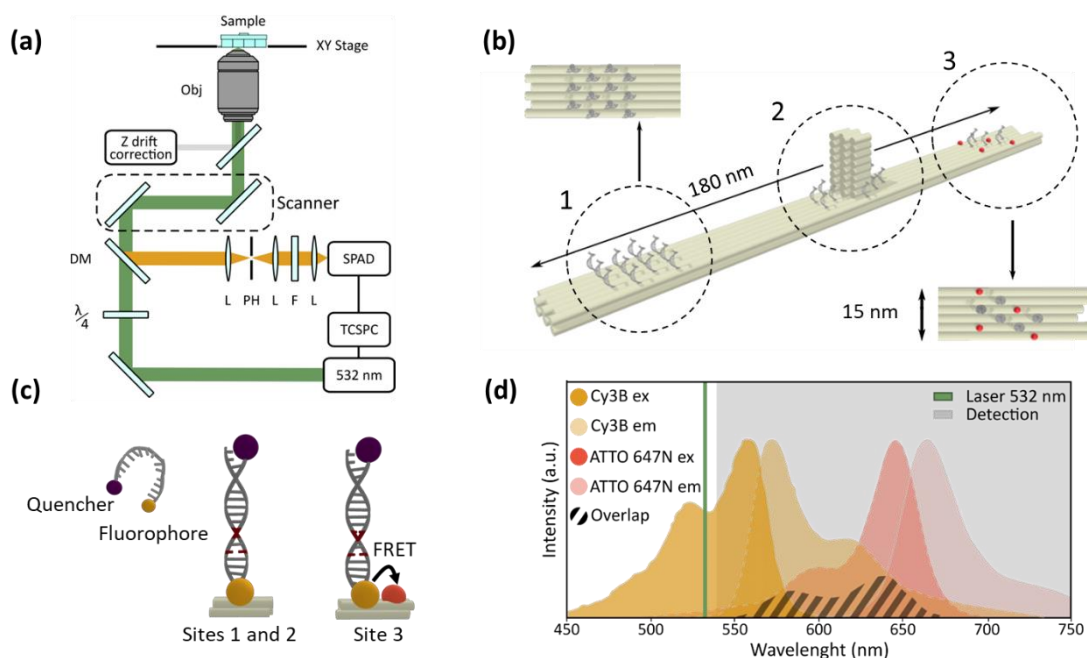 (a)
Sample
XY Stage
Obj
Z drift
correction
Scanner
DM
L PH L F L
SPAD
λ/4
TCSPC
532 nm
(b)
1
2
3
180 nm
15 nm
(c)
Quencher
Fluorophore
FRET
Sites 1 and 2
Site 3
(d)
Cy3B ex
Cy3B em
ATTO 647N ex
ATTO 647N em
Overlap
Laser 532 nm
Detection
Intensity (a.u.)
450 500 550 600 650 700 750
Wavelenght (nm)